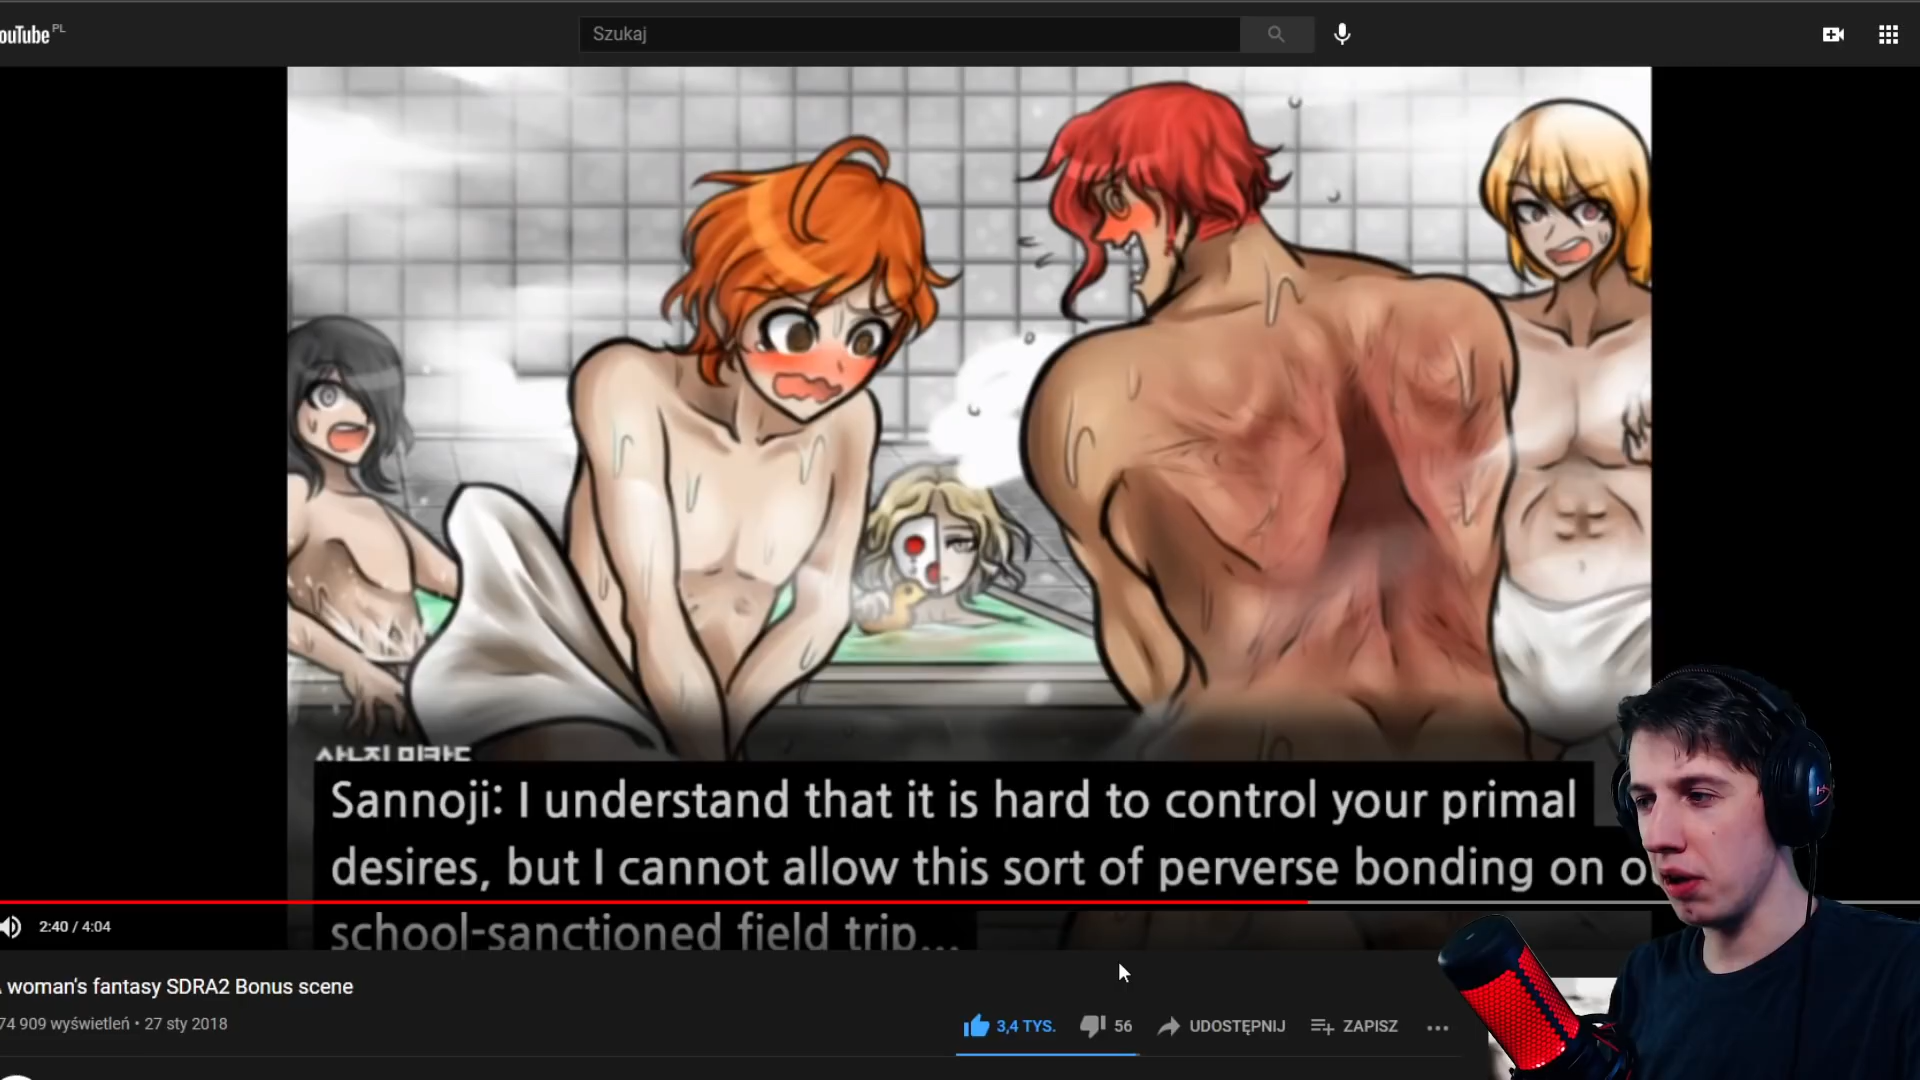 ouTube PL
Szukaj
Sannoji: I understand that it is hard to control your primal
desires, but I cannot allow this sort of perverse bonding on
school-sanctioned field trip...
2:40 / 4:04
woman's fantasy SDRA2 Bonus scene
74 909 wyświetleń • 27 sty 2018
3,4 TYS. 56 UDOSTĘPNIJ ZAPISZ